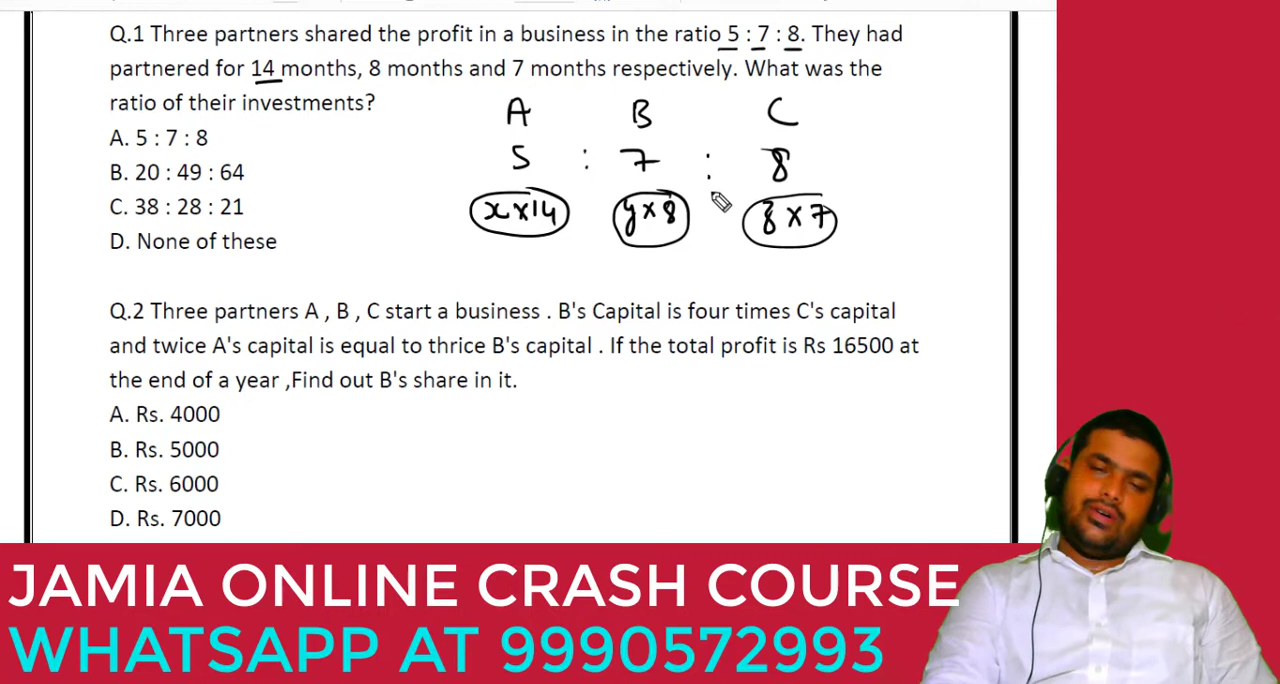 Q.1 Three partners shared the profit in a business in the ratio 5 : 7 : 8. They had
partnered for 14 months, 8 months and 7 months respectively. What was the
ratio of their investments?
A B C
A. 5 : 7 : 8
5 : 7 : 8
B. 20 : 49 : 64
C. 38 : 28 : 21
x×14 y×8 z×7
D. None of these
Q.2 Three partners A , B , C start a business . B's Capital is four times C's capital
and twice A's capital is equal to thrice B's capital . If the total profit is Rs 16500 at
the end of a year ,Find out B's share in it.
A. Rs. 4000
B. Rs. 5000
C. Rs. 6000
D. Rs. 7000
JAMIA ONLINE CRASH COURSE
WHATSAPP AT 9990572993